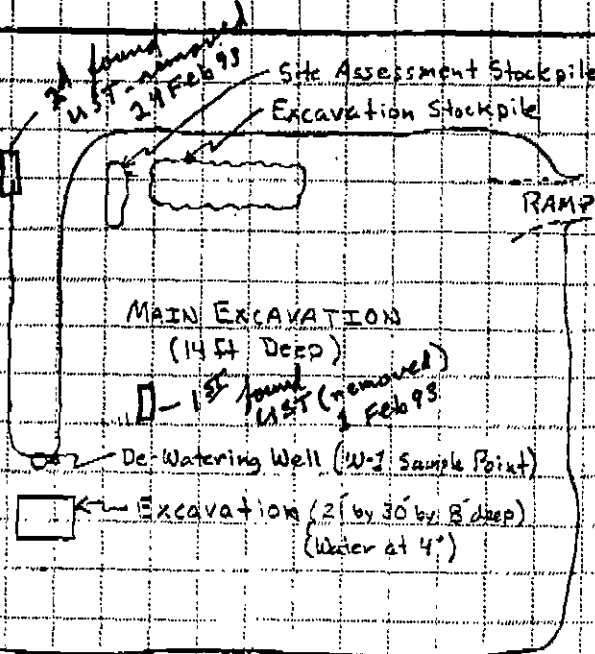 2d found
UST - removed
24 Feb 93
Site Assessment Stockpile
Excavation Stockpile
RAMP
MAIN EXCAVATION
(14 ft Deep)
1st found
UST (removed)
1 Feb 93
De-Watering Well (W-1 Sample Point)
Excavation (2' by 30' by 8' deep)
(Water at 4')